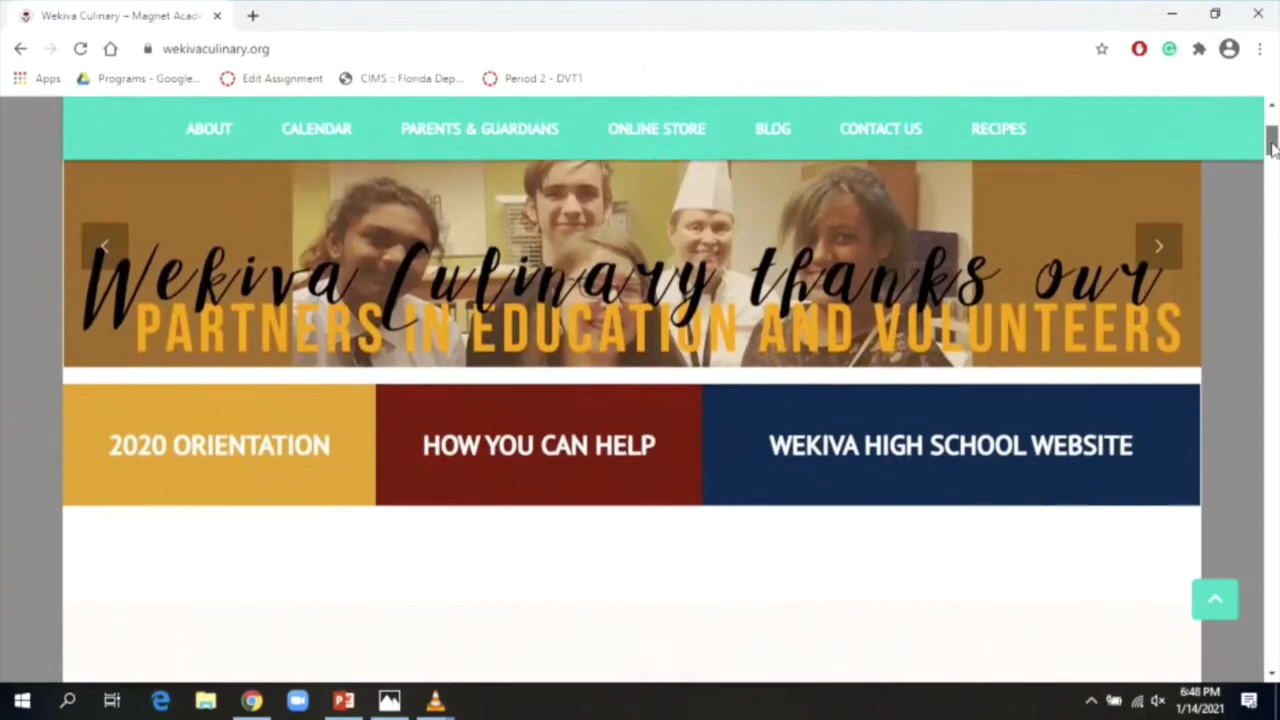 Wekiva Culinary – Magnet Acad
wekivaculinary.org
Apps Programs - Google... Edit Assignment CIMS :: Florida Dep... Period 2 - DVT1
ABOUT CALENDAR PARENTS & GUARDIANS ONLINE STORE BLOG CONTACT US RECIPES
Wekiva Culinary thanks our
PARTNERS IN EDUCATION AND VOLUNTEERS
2020 ORIENTATION HOW YOU CAN HELP WEKIVA HIGH SCHOOL WEBSITE
6:48 PM
1/14/2021